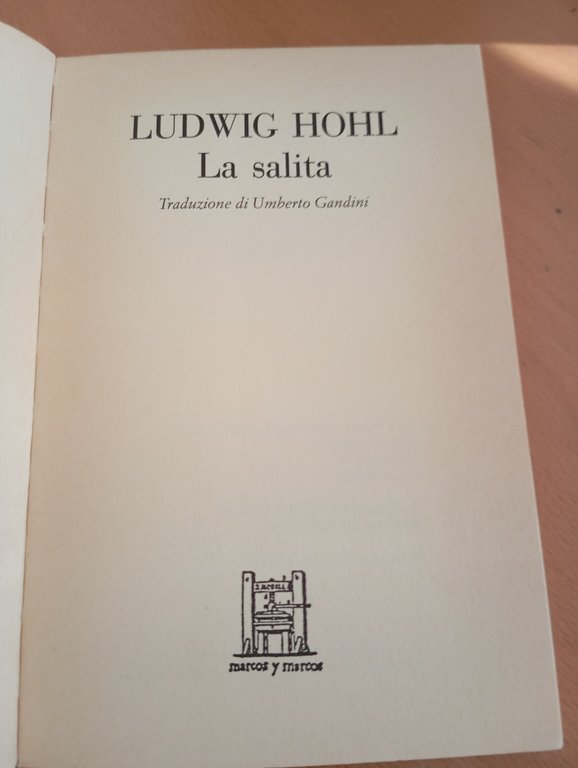 LUDWIG HOHL
La salita
Traduzione di Umberto Gandini
marcos y marcos